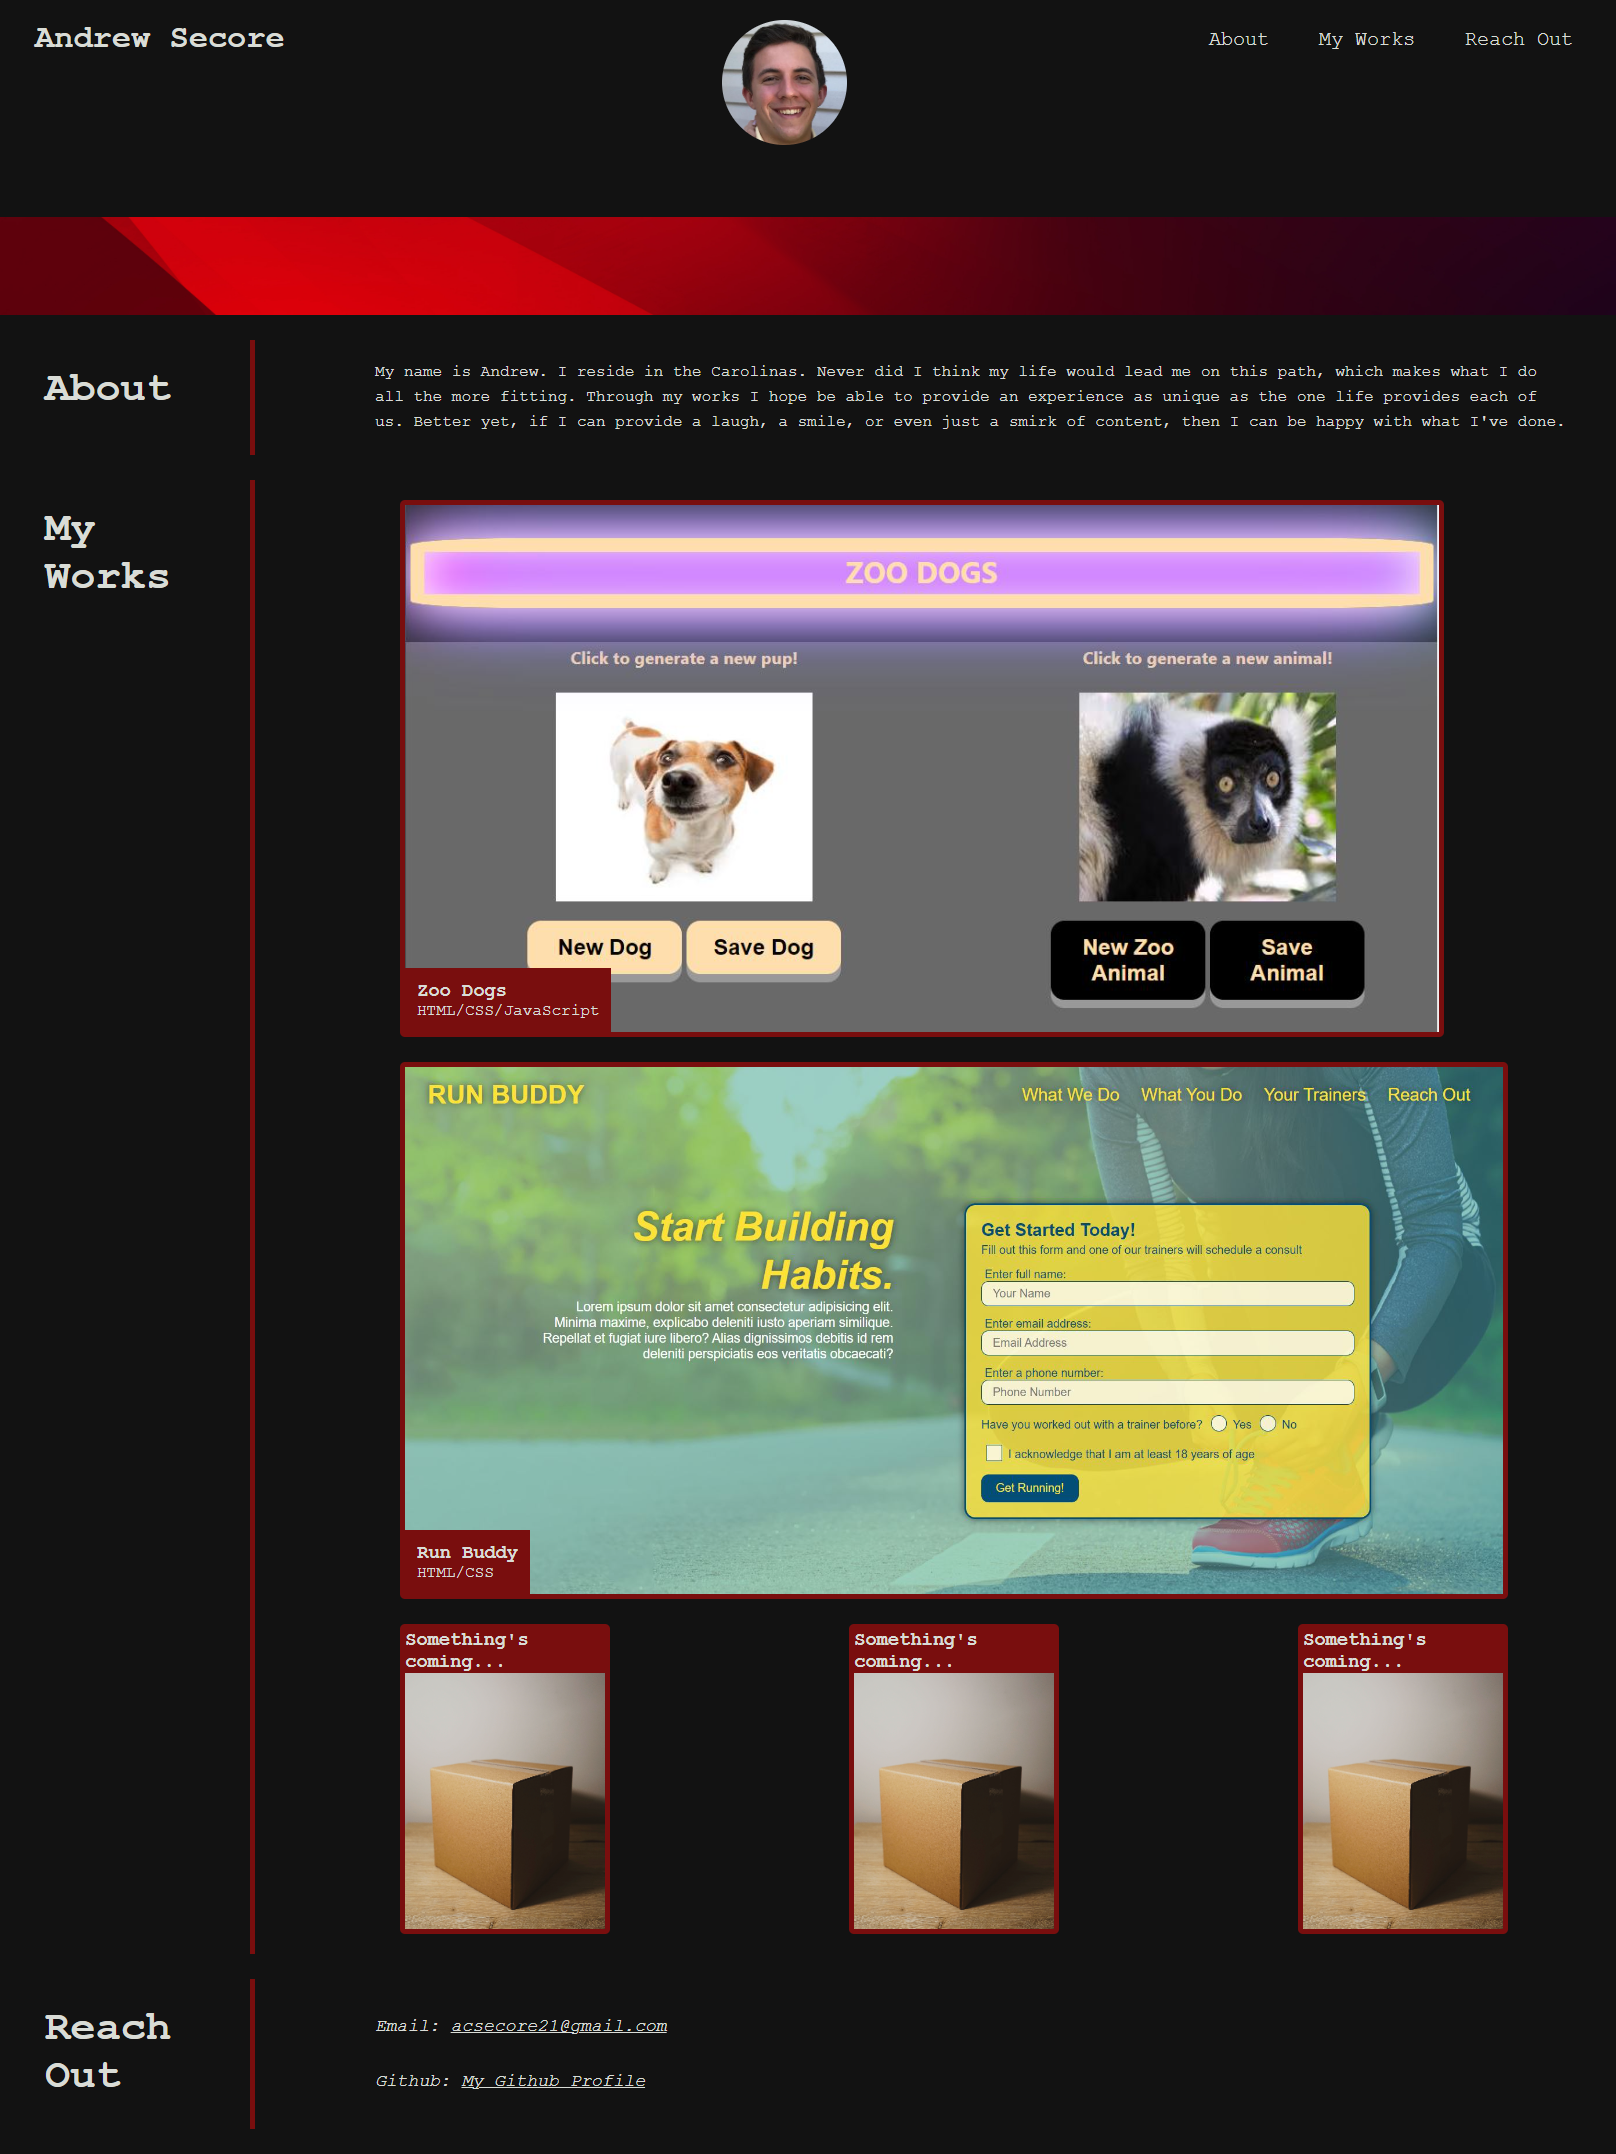 Andrew Secore
About
My Works
Reach Out
About
My name is Andrew. I reside in the Carolinas. Never did I think my life would lead me on this path, which makes what I do
all the more fitting. Through my works I hope be able to provide an experience as unique as the one life provides each of
us. Better yet, if I can provide a laugh, a smile, or even just a smirk of content, then I can be happy with what I've done.
My
Works
ZOO DOGS
Click to generate a new pup!
Click to generate a new animal!
New Dog
Save Dog
New Zoo
Animal
Save
Animal
Zoo Dogs
HTML/CSS/JavaScript
RUN BUDDY
What We Do
What You Do
Your Trainers
Reach Out
Start Building
Habits.
Lorem ipsum dolor sit amet consectetur adipisicing elit.
Minima maxime, explicabo deleniti iusto aperiam similique.
Repellat et fugiat iure libero? Alias dignissimos debitis id rem
deleniti perspiciatis eos veritatis obcaecati?
Get Started Today!
Fill out this form and one of our trainers will schedule a consult
Enter full name:
Your Name
Enter email address:
Email Address
Enter a phone number:
Phone Number
Have you worked out with a trainer before? Yes No
I acknowledge that I am at least 18 years of age
Get Running!
Run Buddy
HTML/CSS
Something's
coming...
Something's
coming...
Something's
coming...
Reach
Out
Email: acsecore21@gmail.com
Github: My Github Profile